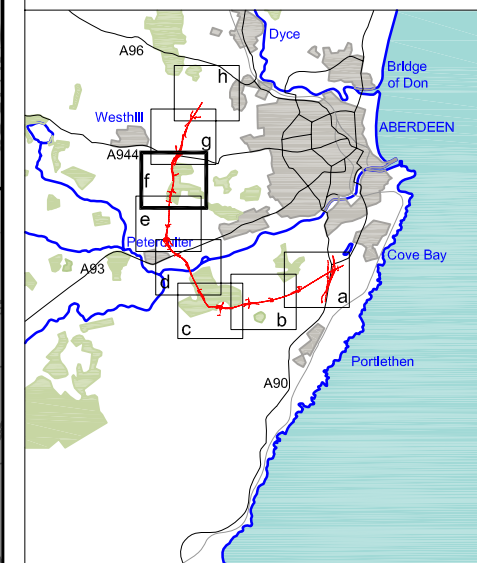 Dyce
A96
Bridge
of Don
h
Westhill
ABERDEEN
g
A944
f
e
Peterculter
Cove Bay
A93
d
a
c
b
Portlethen
A90